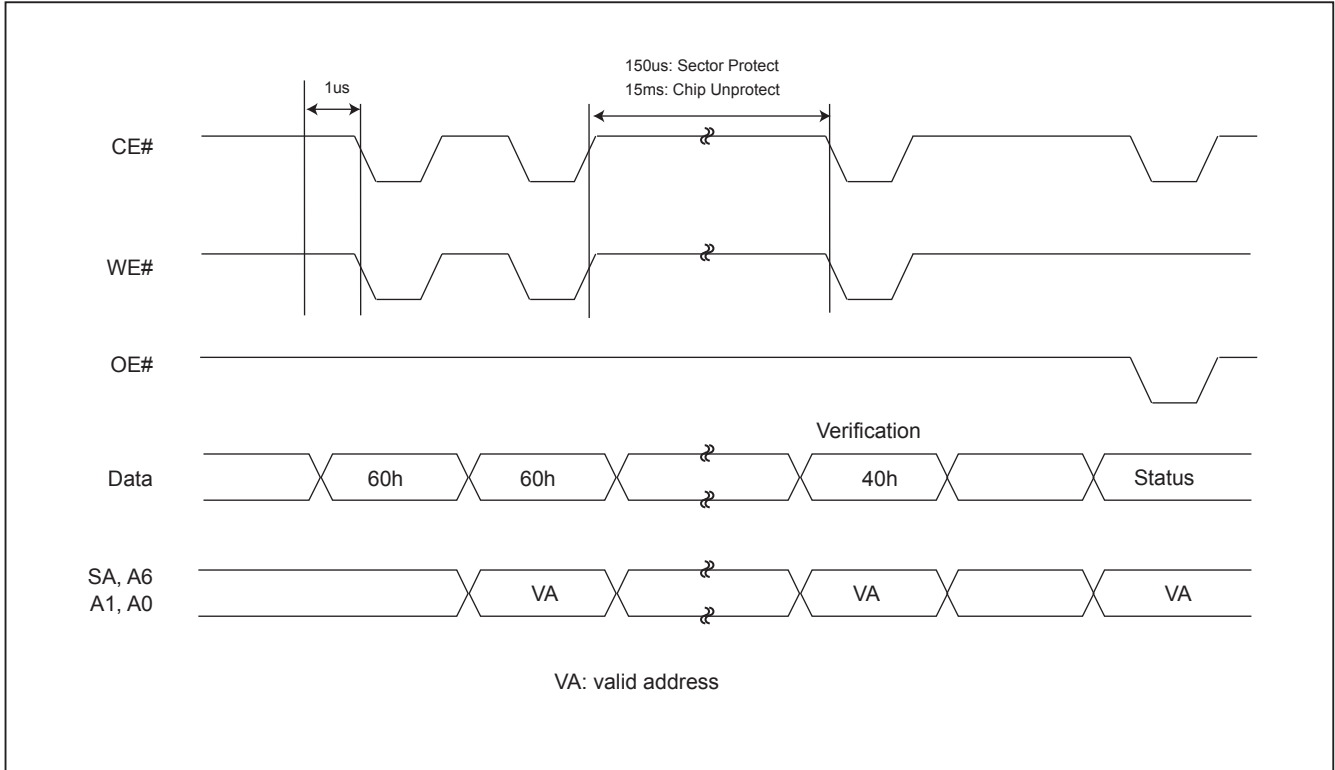 150us: Sector Protect
15ms: Chip Unprotect
1us
CE#
WE#
OE#
Verification
Data
60h
60h
40h
Status
SA, A6
A1, A0
VA
VA
VA
VA: valid address